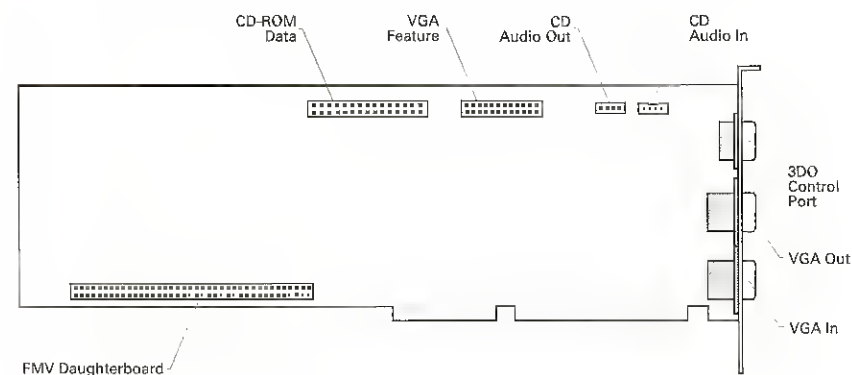 CD-ROM
Data
VGA
Feature
CD
Audio Out
CD
Audio In
3DO
Control
Port
VGA Out
VGA In
FMV Daughterboard